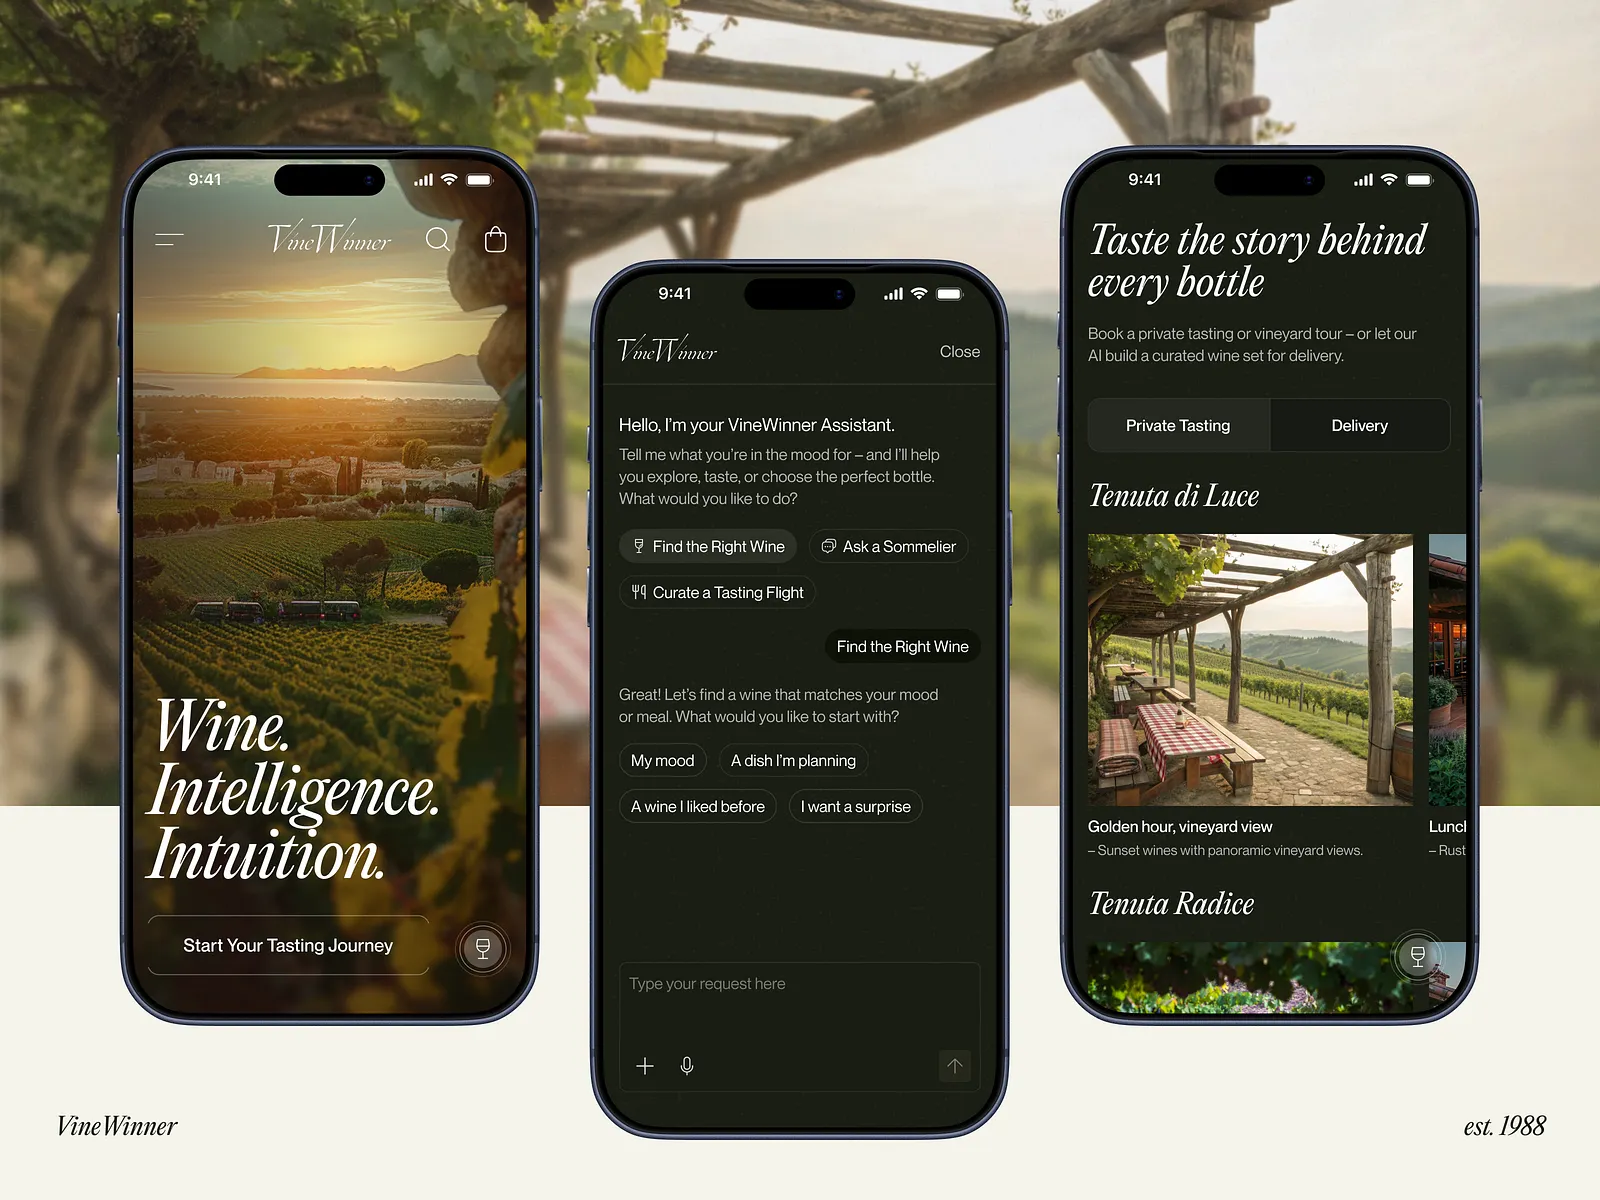 9:41
VineWinner
Wine.
Intelligence.
Intuition.
Start Your Tasting Journey
9:41
VineWinner
Close
Hello, I'm your VineWinner Assistant.
Tell me what you're in the mood for – and I'll help
you explore, taste, or choose the perfect bottle.
What would you like to do?
Find the Right Wine
Ask a Sommelier
Curate a Tasting Flight
Find the Right Wine
Great! Let's find a wine that matches your mood
or meal. What would you like to start with?
My mood
A dish I'm planning
A wine I liked before
I want a surprise
Type your request here
9:41
Taste the story behind
every bottle
Book a private tasting or vineyard tour – or let our
AI build a curated wine set for delivery.
Private Tasting
Delivery
Tenuta di Luce
Golden hour, vineyard view
– Sunset wines with panoramic vineyard views.
Lunch
– Rust
Tenuta Radice
VineWinner
est. 1988